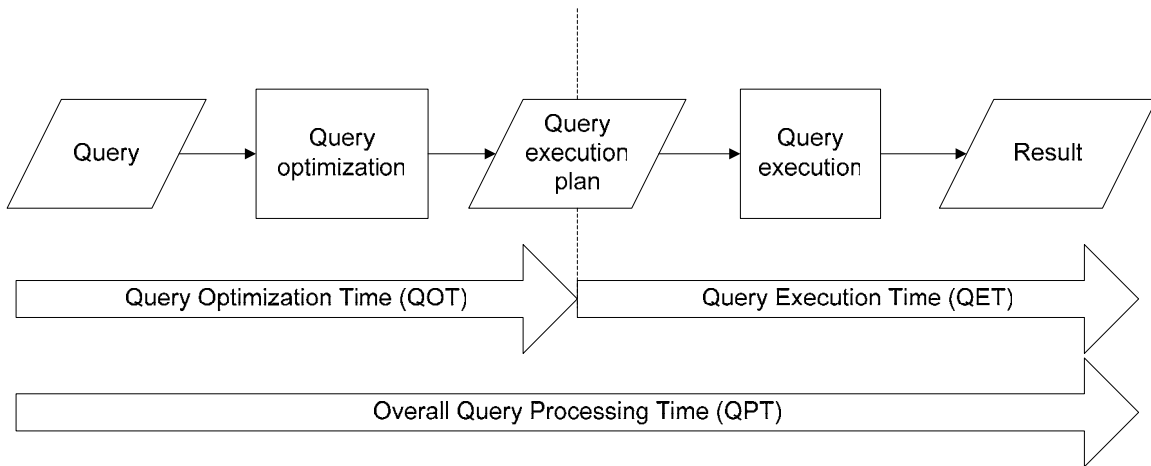 Query
Query
optimization
Query
execution
plan
Query
execution
Result
Query Optimization Time (QOT)
Query Execution Time (QET)
Overall Query Processing Time (QPT)